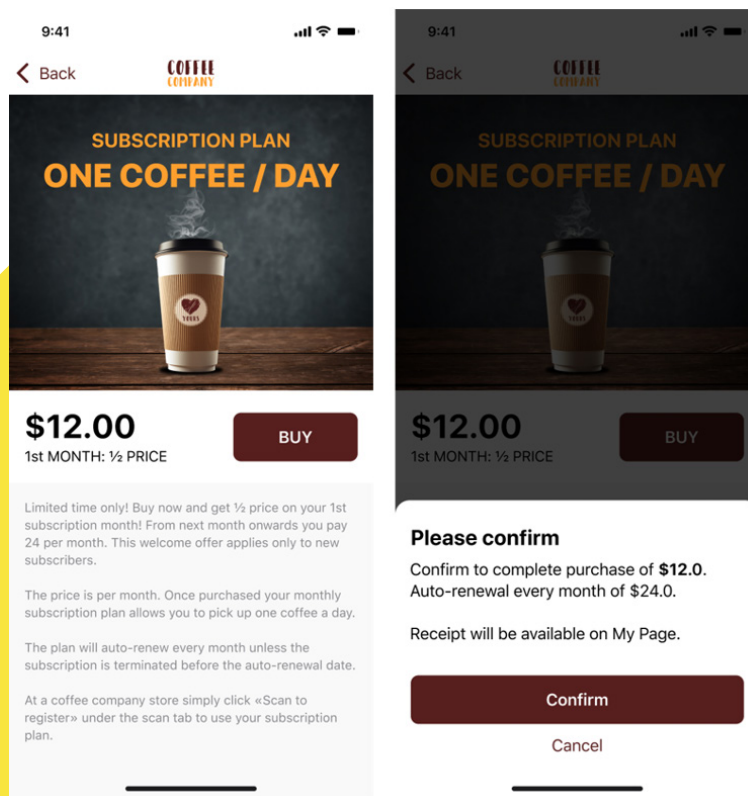 9:41
Back
COFFEE
COMPANY
SUBSCRIPTION PLAN
ONE COFFEE / DAY
YOURS
$12.00
1st MONTH: ½ PRICE
BUY
Limited time only! Buy now and get ½ price on your 1st
subscription month! From next month onwards you pay
24 per month. This welcome offer applies only to new
subscribers.
The price is per month. Once purchased your monthly
subscription plan allows you to pick up one coffee a day.
The plan will auto-renew every month unless the
subscription is terminated before the auto-renewal date.
At a coffee company store simply click «Scan to
register» under the scan tab to use your subscription
plan.
9:41
Back
COFFEE
COMPANY
SUBSCRIPTION PLAN
ONE COFFEE / DAY
YOURS
$12.00
1st MONTH: ½ PRICE
BUY
Please confirm
Confirm to complete purchase of $12.0.
Auto-renewal every month of $24.0.
Receipt will be available on My Page.
Confirm
Cancel